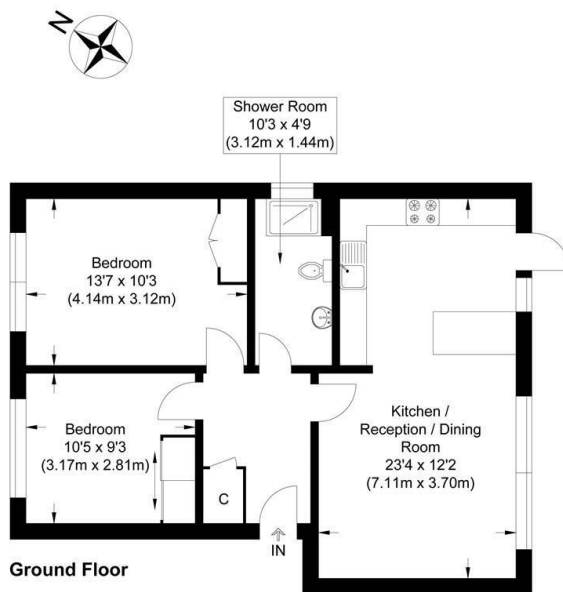 N
Shower Room
10'3 x 4'9
(3.12m x 1.44m)
Bedroom
13'7 x 10'3
(4.14m x 3.12m)
Bedroom
10'5 x 9'3
(3.17m x 2.81m)
Kitchen /
Reception / Dining
Room
23'4 x 12'2
(7.11m x 3.70m)
C
IN
Ground Floor